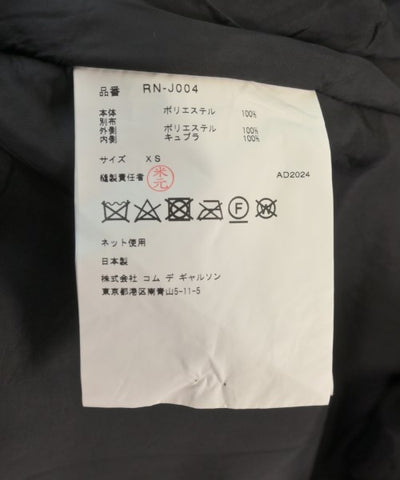 品番 RN-J004
本体 ポリエステル 100%
別布
外側 ポリエステル 100%
内側 キュプラ 100%
サイズ XS
縫製責任者 米元 AD2024
F W
ネット使用
日本製
株式会社 コム デ ギャルソン
東京都港区南青山5-11-5